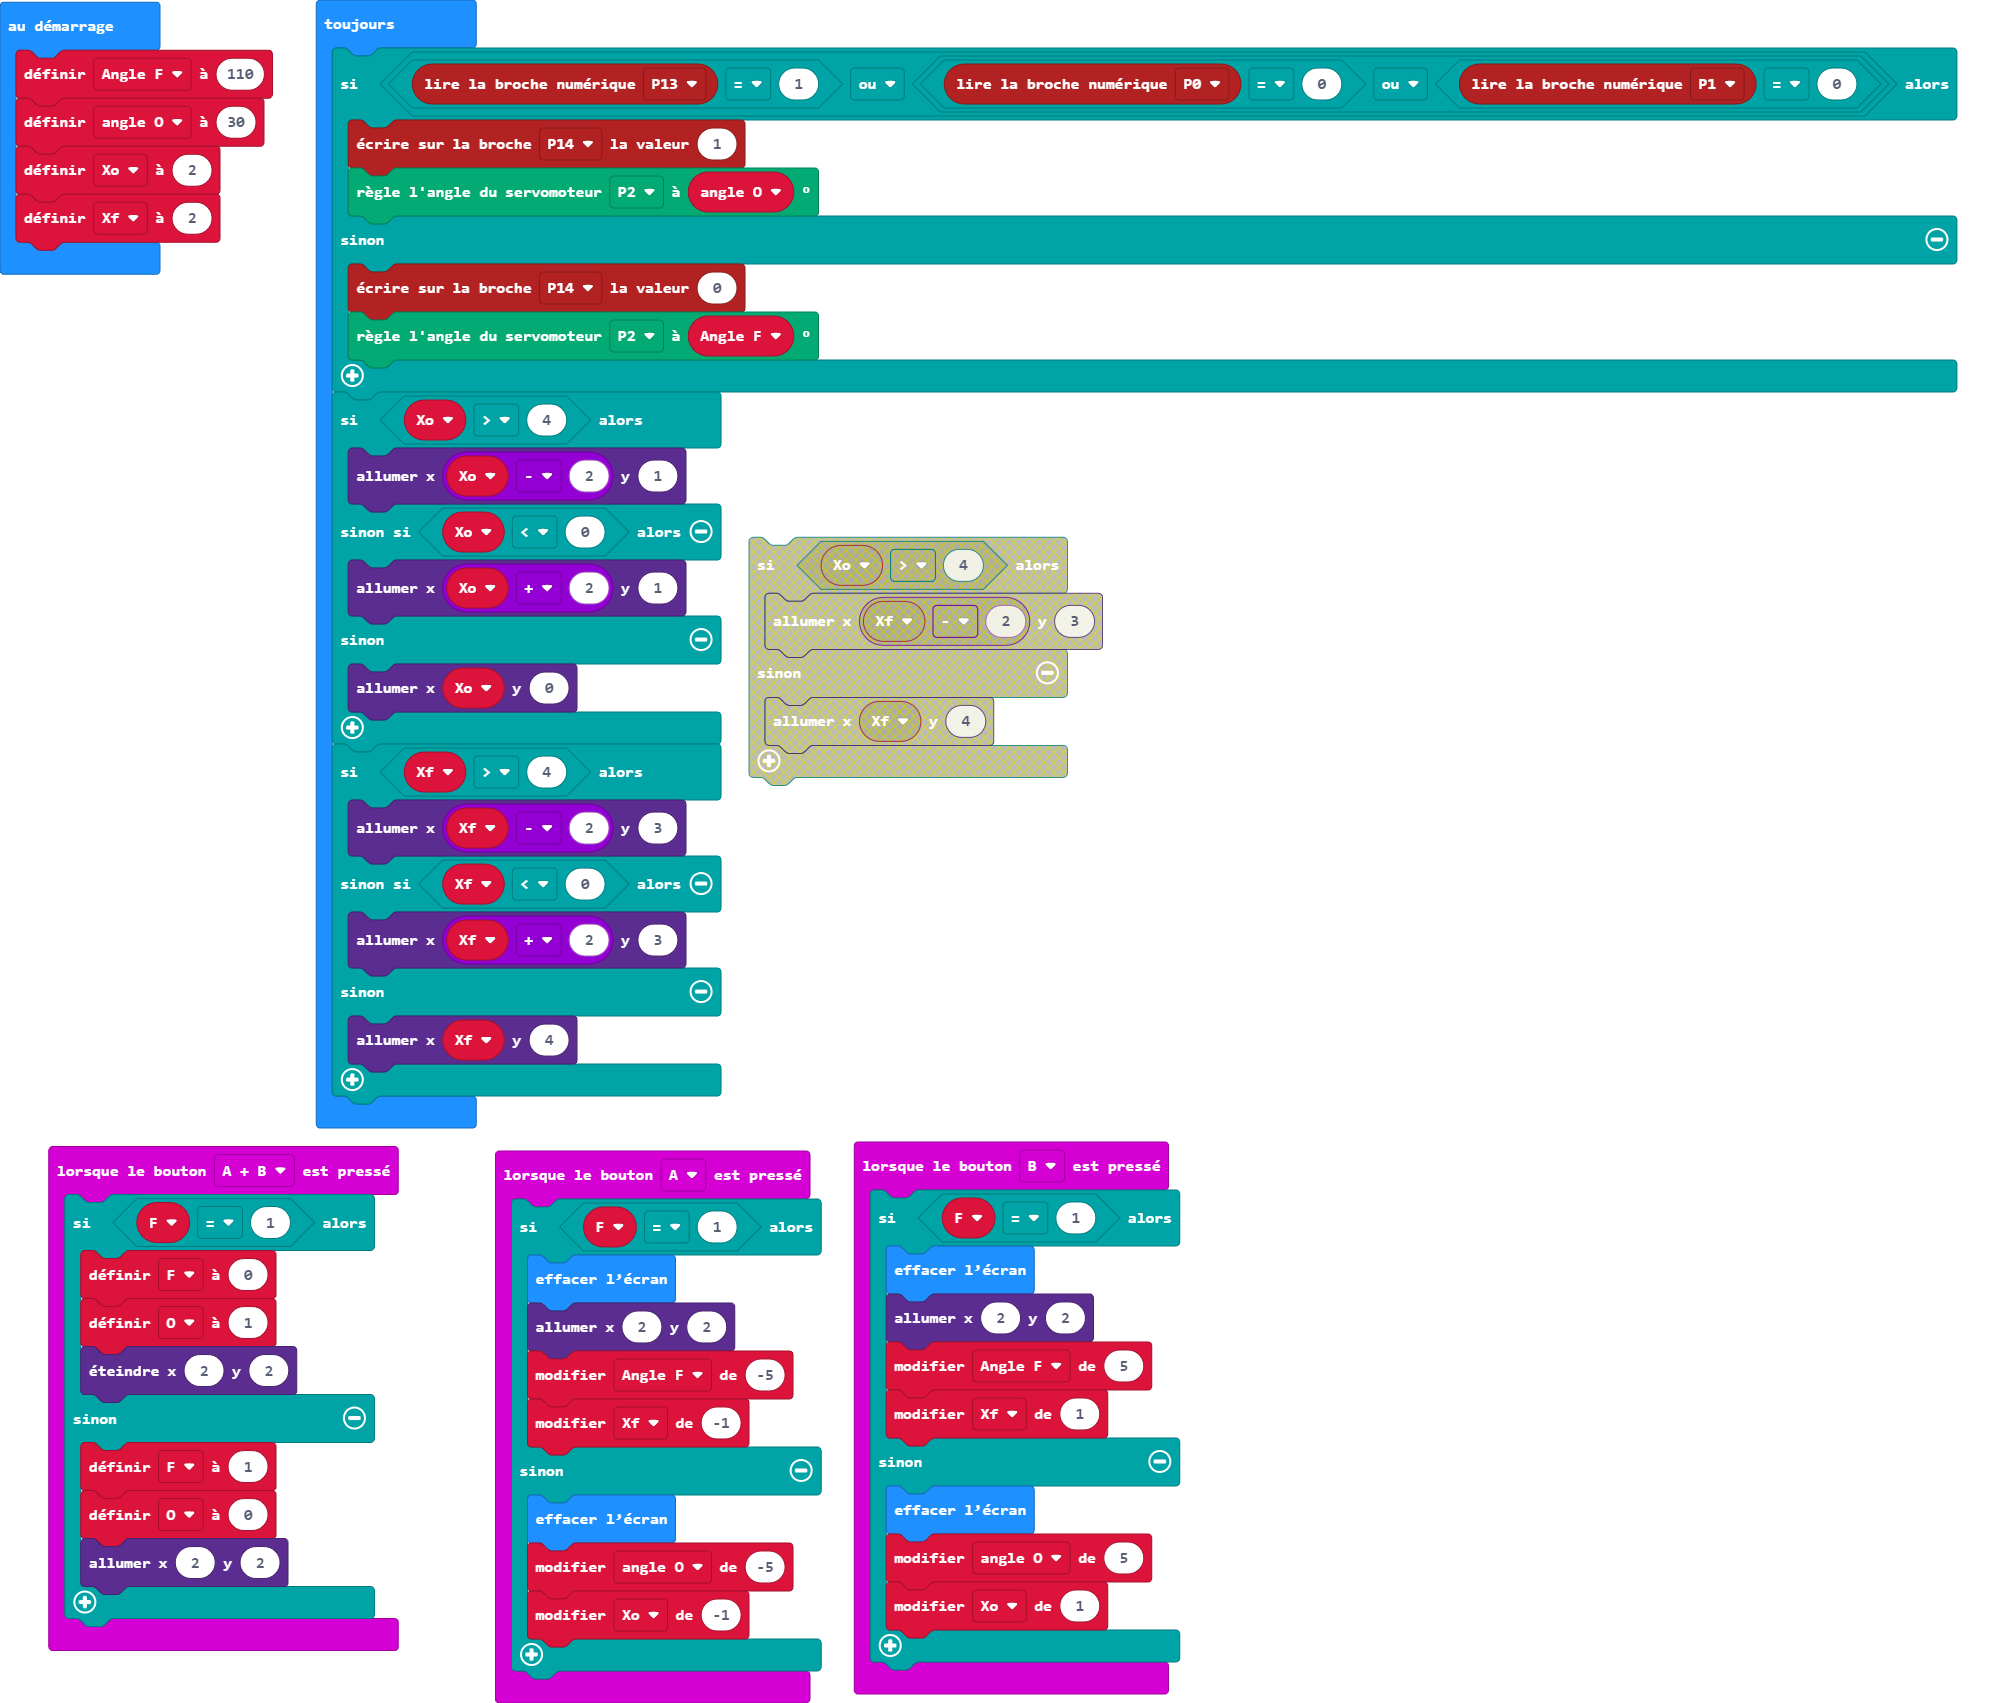 au démarrage
définir Angle F à 110
définir angle O à 30
définir Xo à 2
définir Xf à 2
toujours
si lire la broche numérique P13 = 1 ou lire la broche numérique P0 = 0 ou lire la broche numérique P1 = 0 alors
écrire sur la broche P14 la valeur 1
règle l'angle du servomoteur P2 à angle O °
sinon
écrire sur la broche P14 la valeur 0
règle l'angle du servomoteur P2 à Angle F °
si Xo > 4 alors
allumer x Xo - 2 y 1
sinon si Xo < 0 alors
allumer x Xo + 2 y 1
sinon
allumer x Xo y 0
si Xf > 4 alors
allumer x Xf - 2 y 3
sinon si Xf < 0 alors
allumer x Xf + 2 y 3
sinon
allumer x Xf y 4
si Xo > 4 alors
allumer x Xf - 2 y 3
sinon
allumer x Xf y 4
lorsque le bouton A + B est pressé
si F = 1 alors
définir F à 0
définir O à 1
éteindre x 2 y 2
sinon
définir F à 1
définir O à 0
allumer x 2 y 2
lorsque le bouton A est pressé
si F = 1 alors
effacer l’écran
allumer x 2 y 2
modifier Angle F de -5
modifier Xf de -1
sinon
effacer l’écran
modifier angle O de -5
modifier Xo de -1
lorsque le bouton B est pressé
si F = 1 alors
effacer l’écran
allumer x 2 y 2
modifier Angle F de 5
modifier Xf de 1
sinon
effacer l’écran
modifier angle O de 5
modifier Xo de 1